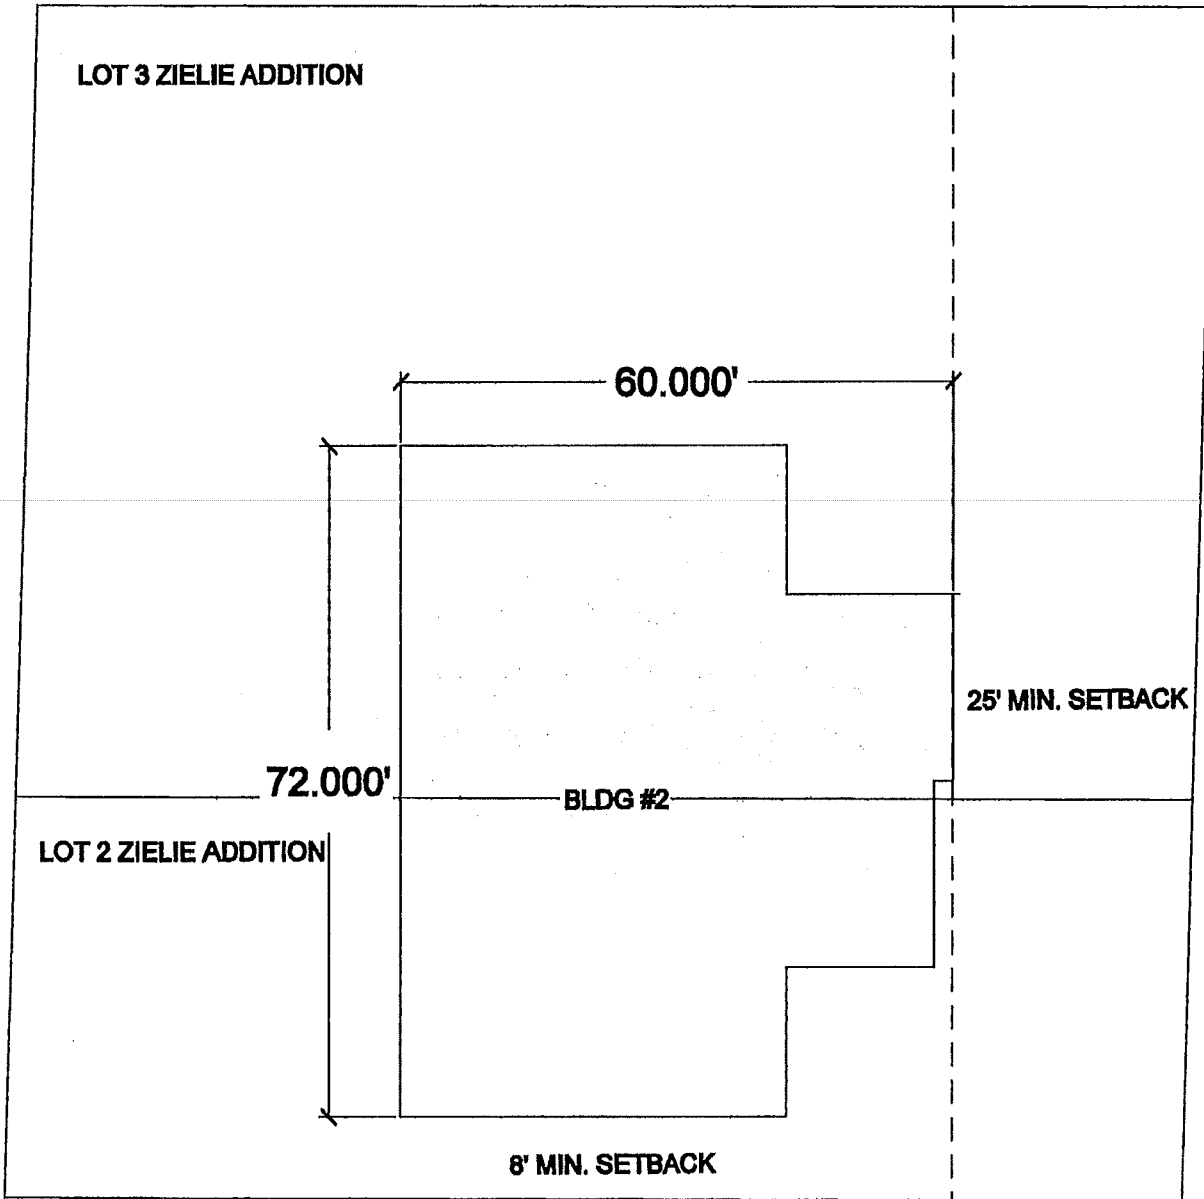 LOT 3 ZIELIE ADDITION
60.000'
25' MIN. SETBACK
72.000'
BLDG #2
LOT 2 ZIELIE ADDITION
8' MIN. SETBACK